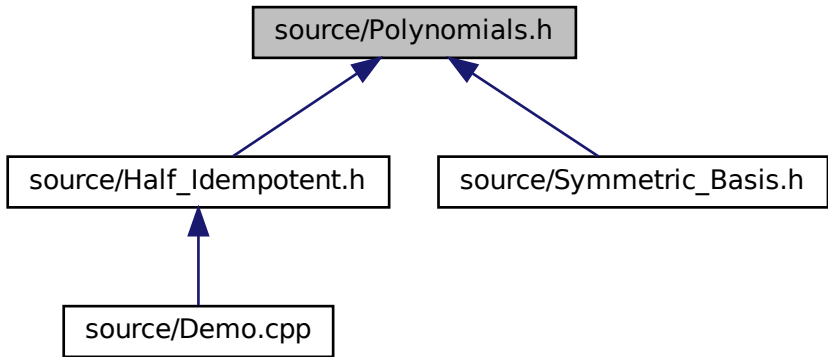 source/Polynomials.h
source/Half_Idempotent.h
source/Symmetric_Basis.h
source/Demo.cpp